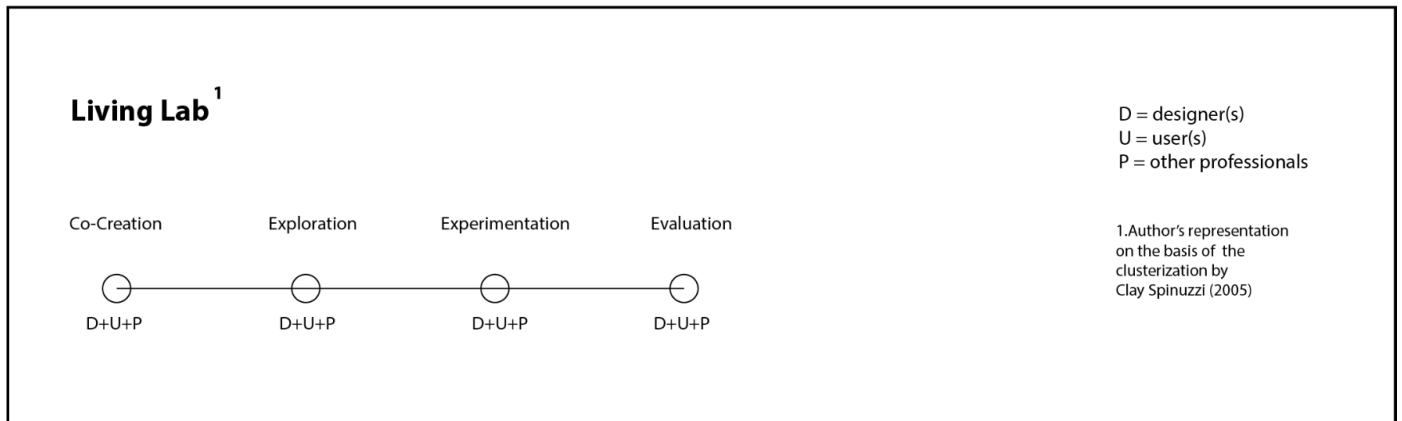 Living Lab 1
D = designer(s)
U = user(s)
P = other professionals
Co-Creation Exploration Experimentation Evaluation
D+U+P D+U+P D+U+P D+U+P
1.Author's representation
on the basis of the
clusterization by
Clay Spinuzzi (2005)